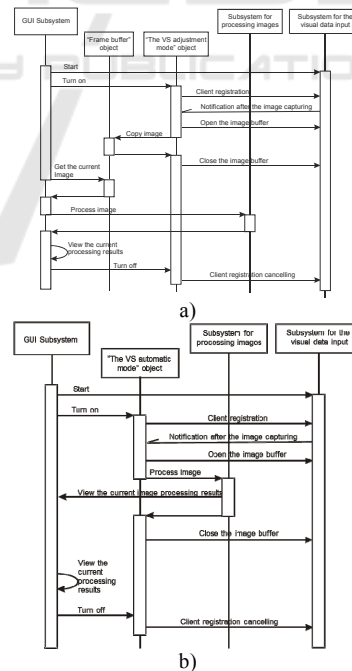 GUI Subsystem
"Frame buffer"
object
"The VS adjustment
mode" object
Subsystem for
processing images
Subsystem for the
visual data input
Start
Turn on
Client registration
Notification after the image capturing
Open the image buffer
Copy image
Close the image buffer
Get the current
Image
Process image
View the current
processing results
Turn off
Client registration cancelling
a)
GUI Subsystem
"The VS automatic
mode" object
Subsystem for
processing imagos
Subsystem for the
visual data input
Start
Turn on
Client registration
Notification after the image capturing
Open the image buffer
Process Image
View the current image processing results
Close the image buffer
View the
current
processing
results
Turn off
Client registration cancelling
b)